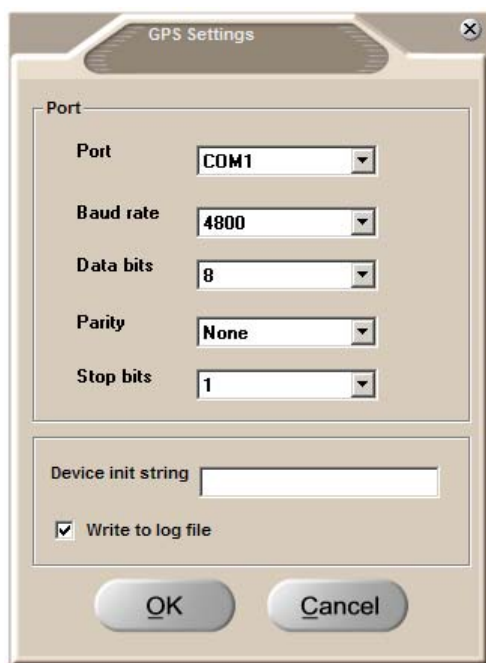 GPS Settings
Port
Port COM1
Baud rate 4800
Data bits 8
Parity None
Stop bits 1
Device init string
Write to log file
OK Cancel